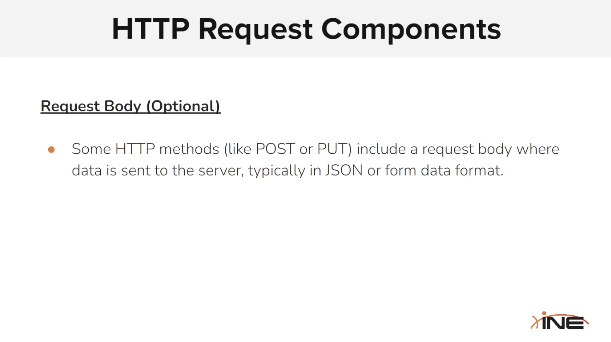 HTTP Request Components
Request Body (Optional)
● Some HTTP methods (like POST or PUT) include a request body where
data is sent to the server, typically in JSON or form data format.
INE